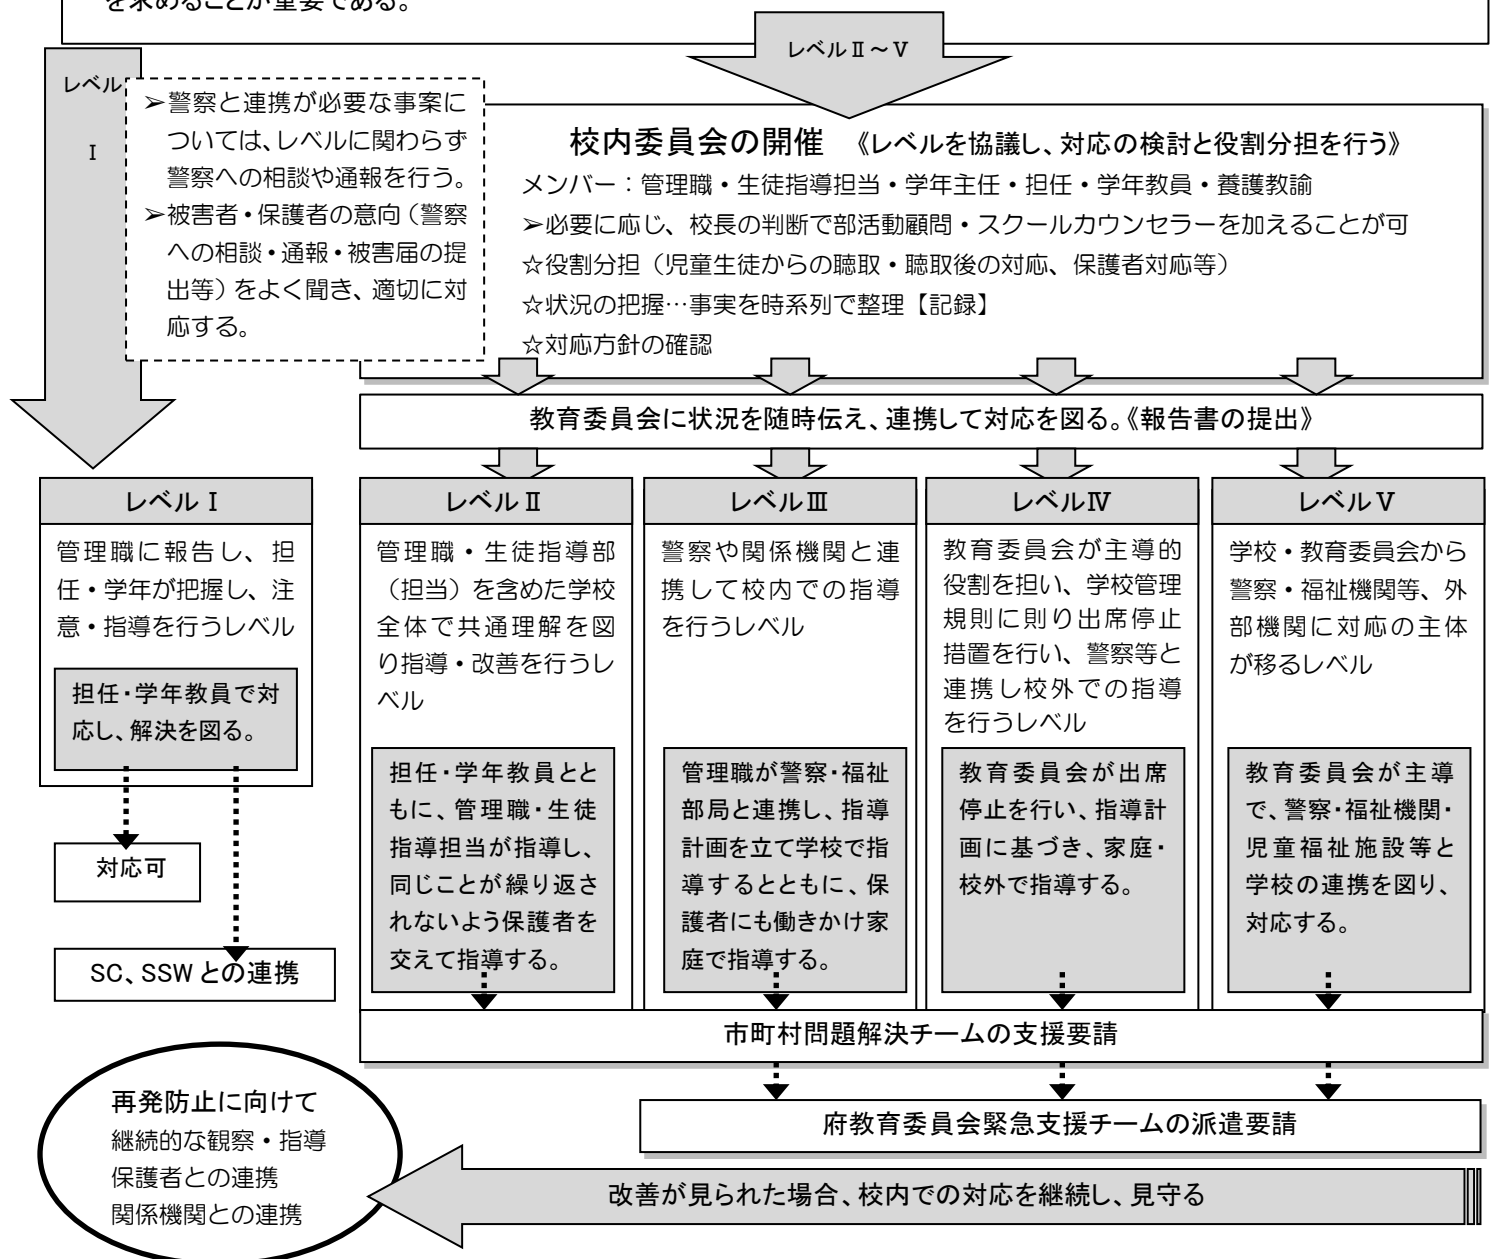 を求めることが重要である。
レベルⅡ～Ⅴ
レベル
Ⅰ
➢警察と連携が必要な事案に
ついては、レベルに関わらず
警察への相談や通報を行う。
➢被害者・保護者の意向（警察
への相談・通報・被害届の提
出等）をよく聞き、適切に対
応する。
校内委員会の開催　《レベルを協議し、対応の検討と役割分担を行う》
メンバー：管理職・生徒指導担当・学年主任・担任・学年教員・養護教諭
➢必要に応じ、校長の判断で部活動顧問・スクールカウンセラーを加えることが可
☆役割分担（児童生徒からの聴取・聴取後の対応、保護者対応等）
☆状況の把握…事実を時系列で整理【記録】
☆対応方針の確認
教育委員会に状況を随時伝え、連携して対応を図る。《報告書の提出》
レベルⅠ
管理職に報告し、担
任・学年が把握し、注
意・指導を行うレベル
担任・学年教員で対
応し、解決を図る。
対応可
SC、SSWとの連携
レベルⅡ
管理職・生徒指導部
（担当）を含めた学校
全体で共通理解を図
り指導・改善を行うレ
ベル
担任・学年教員とと
もに、管理職・生徒
指導担当が指導し、
同じことが繰り返さ
れないよう保護者を
交えて指導する。
レベルⅢ
警察や関係機関と連
携して校内での指導
を行うレベル
管理職が警察・福祉
部局と連携し、指導
計画を立て学校で指
導するとともに、保
護者にも働きかけ家
庭で指導する。
レベルⅣ
教育委員会が主導的
役割を担い、学校管理
規則に則り出席停止
措置を行い、警察等と
連携し校外での指導
を行うレベル
教育委員会が出席
停止を行い、指導計
画に基づき、家庭・
校外で指導する。
レベルⅤ
学校・教育委員会から
警察・福祉機関等、外
部機関に対応の主体
が移るレベル
教育委員会が主導
で、警察・福祉機関・
児童福祉施設等と
学校の連携を図り、
対応する。
市町村問題解決チームの支援要請
府教育委員会緊急支援チームの派遣要請
改善が見られた場合、校内での対応を継続し、見守る
再発防止に向けて
継続的な観察・指導
保護者との連携
関係機関との連携